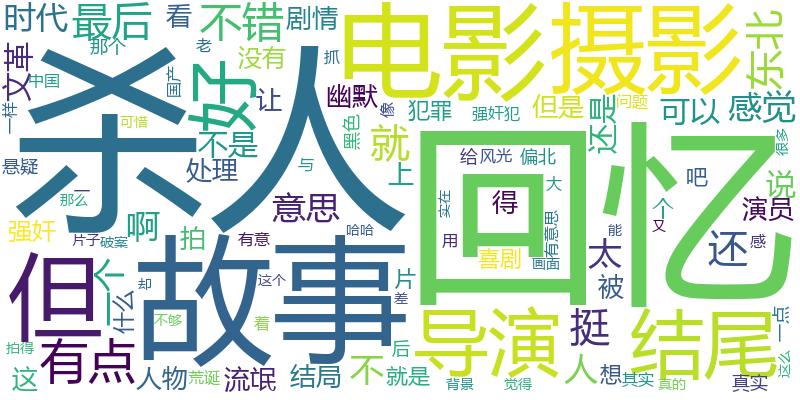 时代
最后
看
不错
剧情
电影
摄影
东北
文革
那个
中国
一样
可惜
杀人
国产
老
没有
抓
好
让
幽默
像
黑色
犯罪
强奸犯
但是
问题
还是
可以
感觉
很多
悬疑
不是
处理
与
就
上
给
风光
偏北
回忆
说
一
那么
意思
得
实在
大
有意思
画面
用
喜剧
太
被
能
个
又
吧
还
演员
感
强奸
片子
破案
啊
拍
有意
哈哈
但
一个
什么
却
故事
这个
片
差
着
不够
导演
挺
结尾
一点
这么
拍得
有点
这
人物
荒诞
流氓
结局
不
后
就是
背景
觉得
人
想
其实
真的
真实